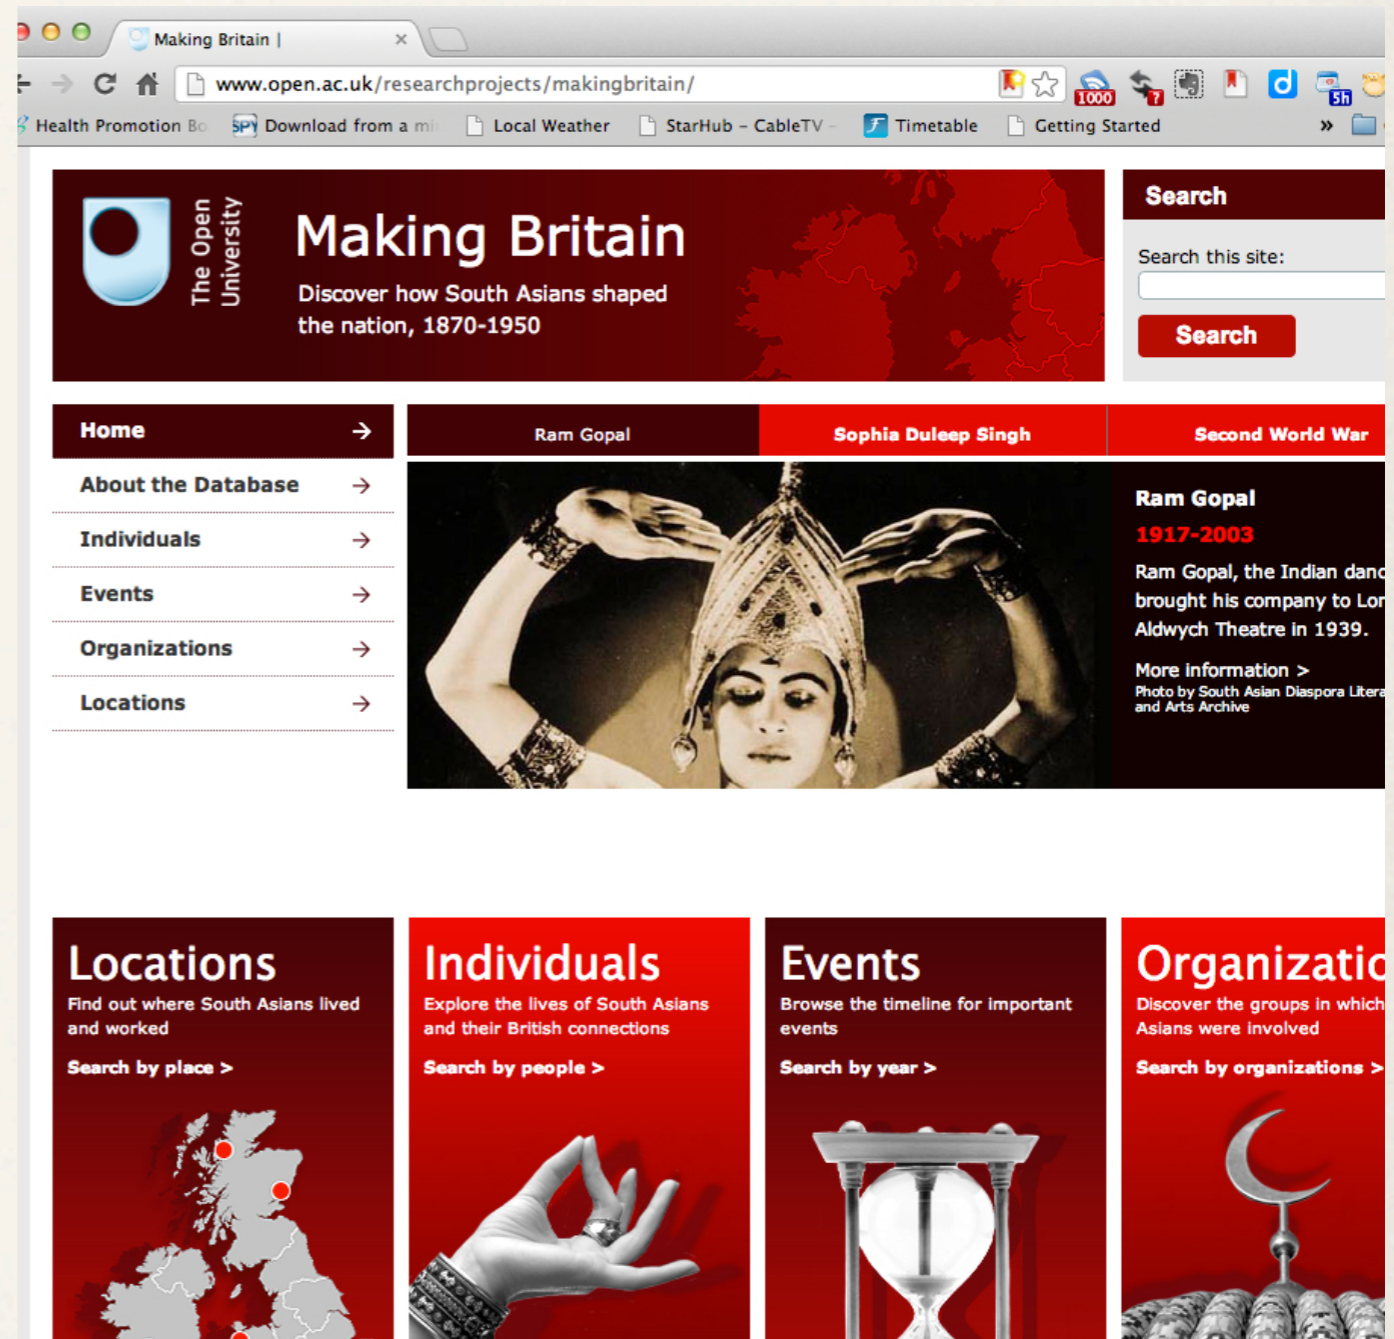 Making Britain |
www.open.ac.uk/researchprojects/makingbritain/
1000
?
5h
Health Promotion Bo
SPY Download from a mi
Local Weather
StarHub – CableTV –
Timetable
Getting Started
»
The Open
University
Making Britain
Discover how South Asians shaped
the nation, 1870-1950
Search
Search this site:
Search
Home
About the Database
Individuals
Events
Organizations
Locations
Ram Gopal
Sophia Duleep Singh
Second World War
Ram Gopal
1917-2003
Ram Gopal, the Indian danc
brought his company to Lon
Aldwych Theatre in 1939.
More information >
Photo by South Asian Diaspora Litera
and Arts Archive
Locations
Find out where South Asians lived
and worked
Search by place >
Individuals
Explore the lives of South Asians
and their British connections
Search by people >
Events
Browse the timeline for important
events
Search by year >
Organizatio
Discover the groups in which
Asians were involved
Search by organizations >